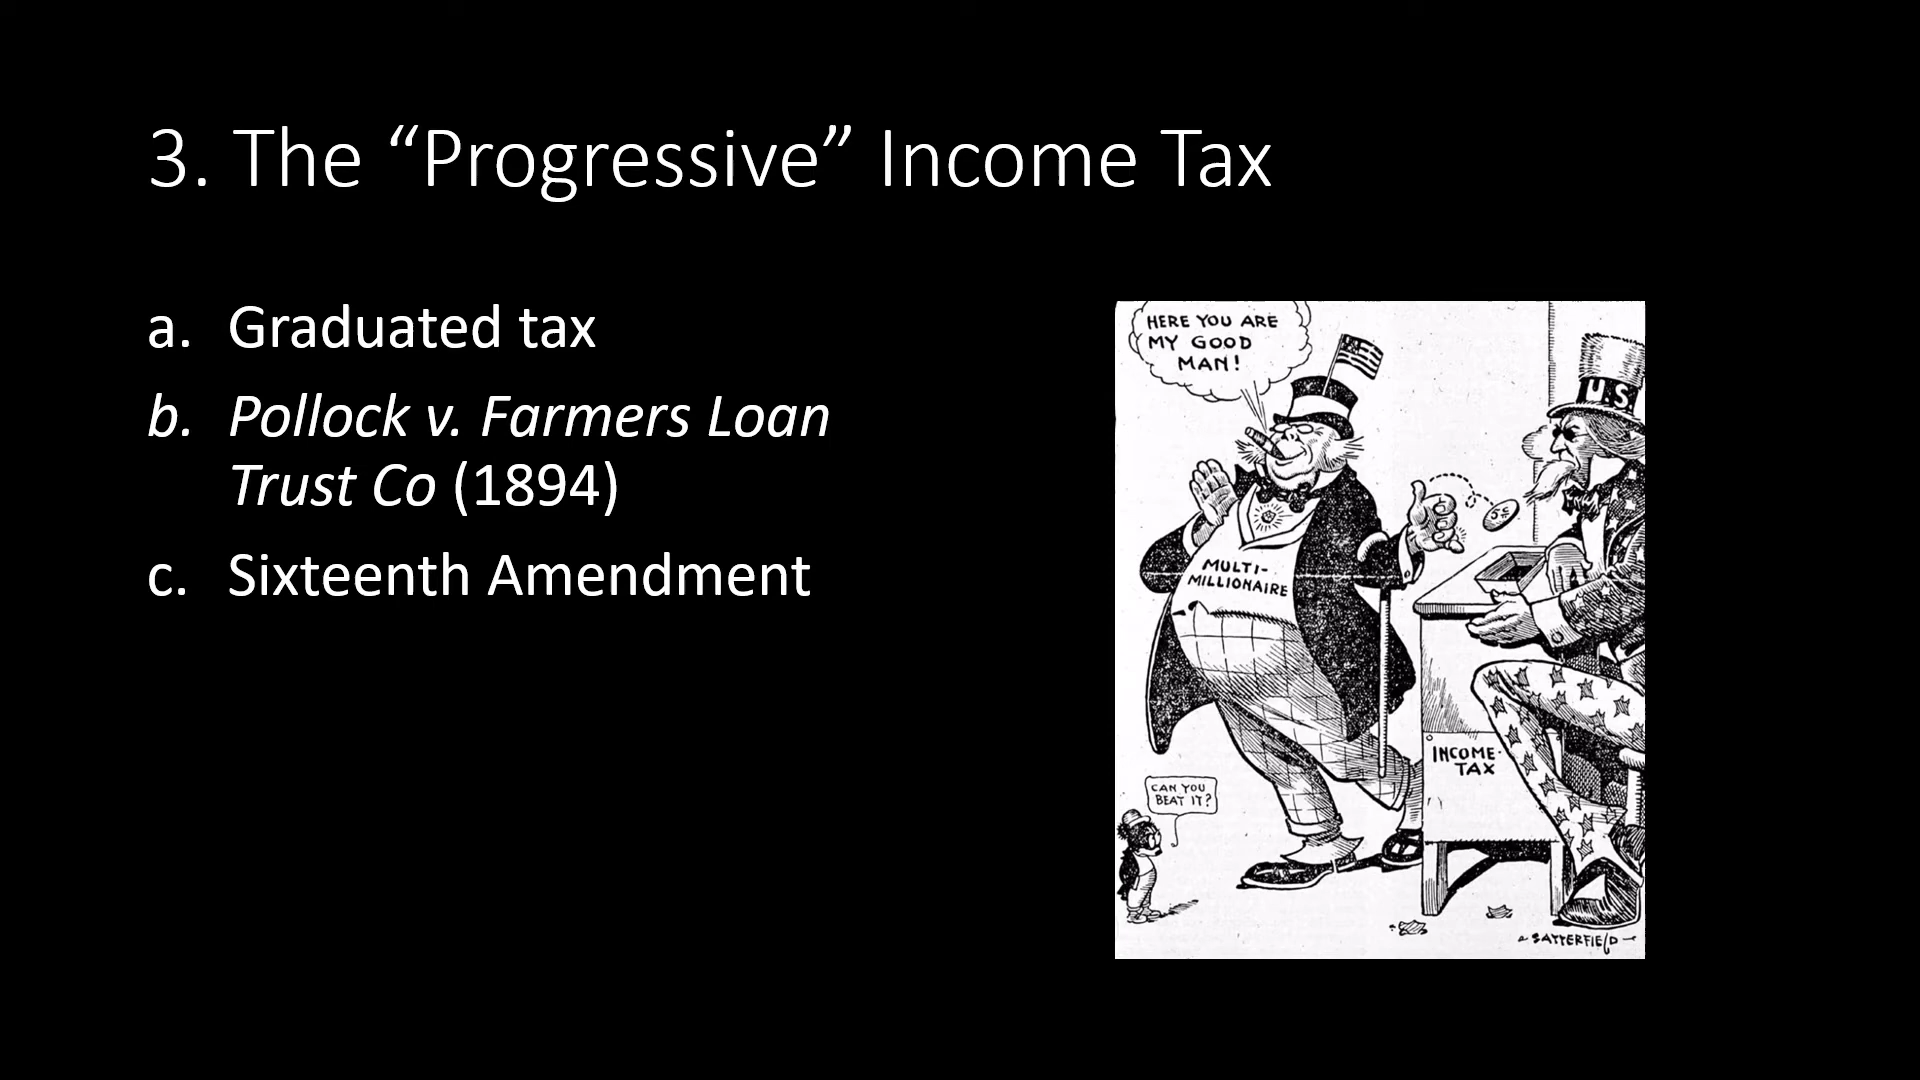 3. The “Progressive” Income Tax
a. Graduated tax
b. Pollock v. Farmers Loan
Trust Co (1894)
c. Sixteenth Amendment
HERE YOU ARE
MY GOOD
MAN!
U.S.
5¢
MULTI-
MILLIONAIRE
INCOME
TAX
CAN YOU
BEAT IT?
SATTERFIELD